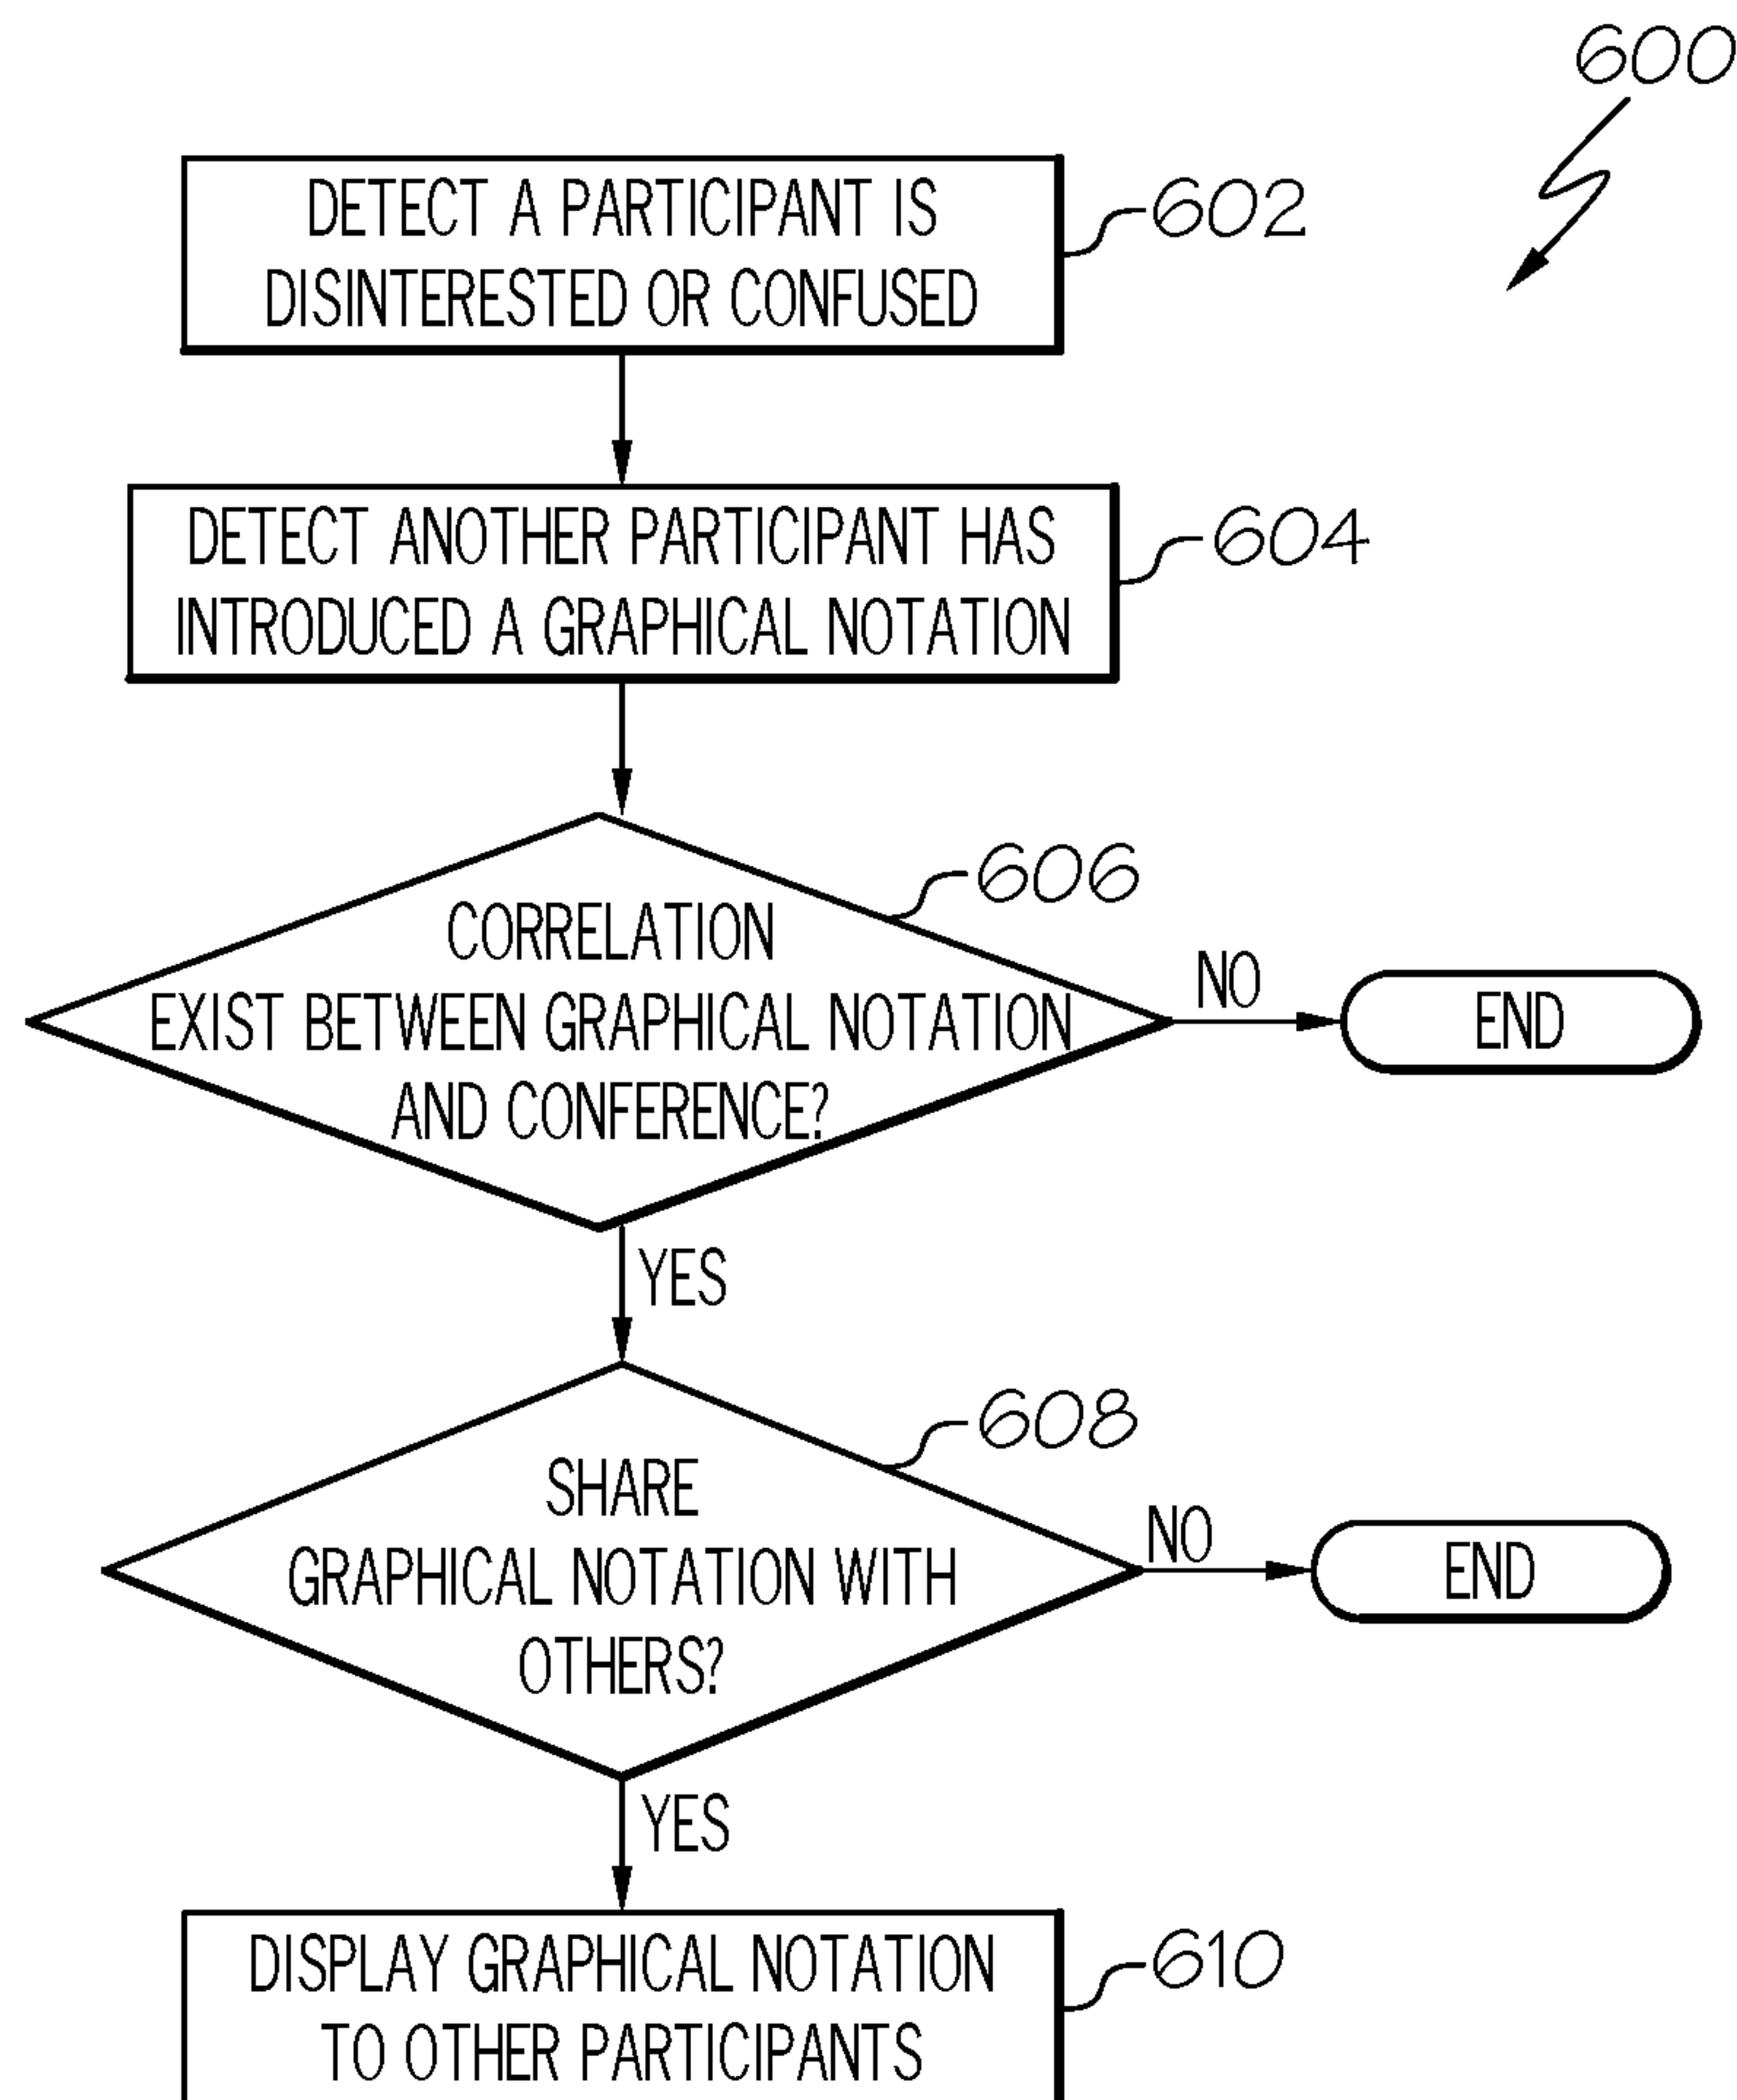 600
DETECT A PARTICIPANT IS
DISINTERESTED OR CONFUSED
602
DETECT ANOTHER PARTICIPANT HAS
INTRODUCED A GRAPHICAL NOTATION
604
606
CORRELATION
EXIST BETWEEN GRAPHICAL NOTATION
AND CONFERENCE?
NO
END
YES
608
SHARE
GRAPHICAL NOTATION WITH
OTHERS?
NO
END
YES
DISPLAY GRAPHICAL NOTATION
TO OTHER PARTICIPANTS
610